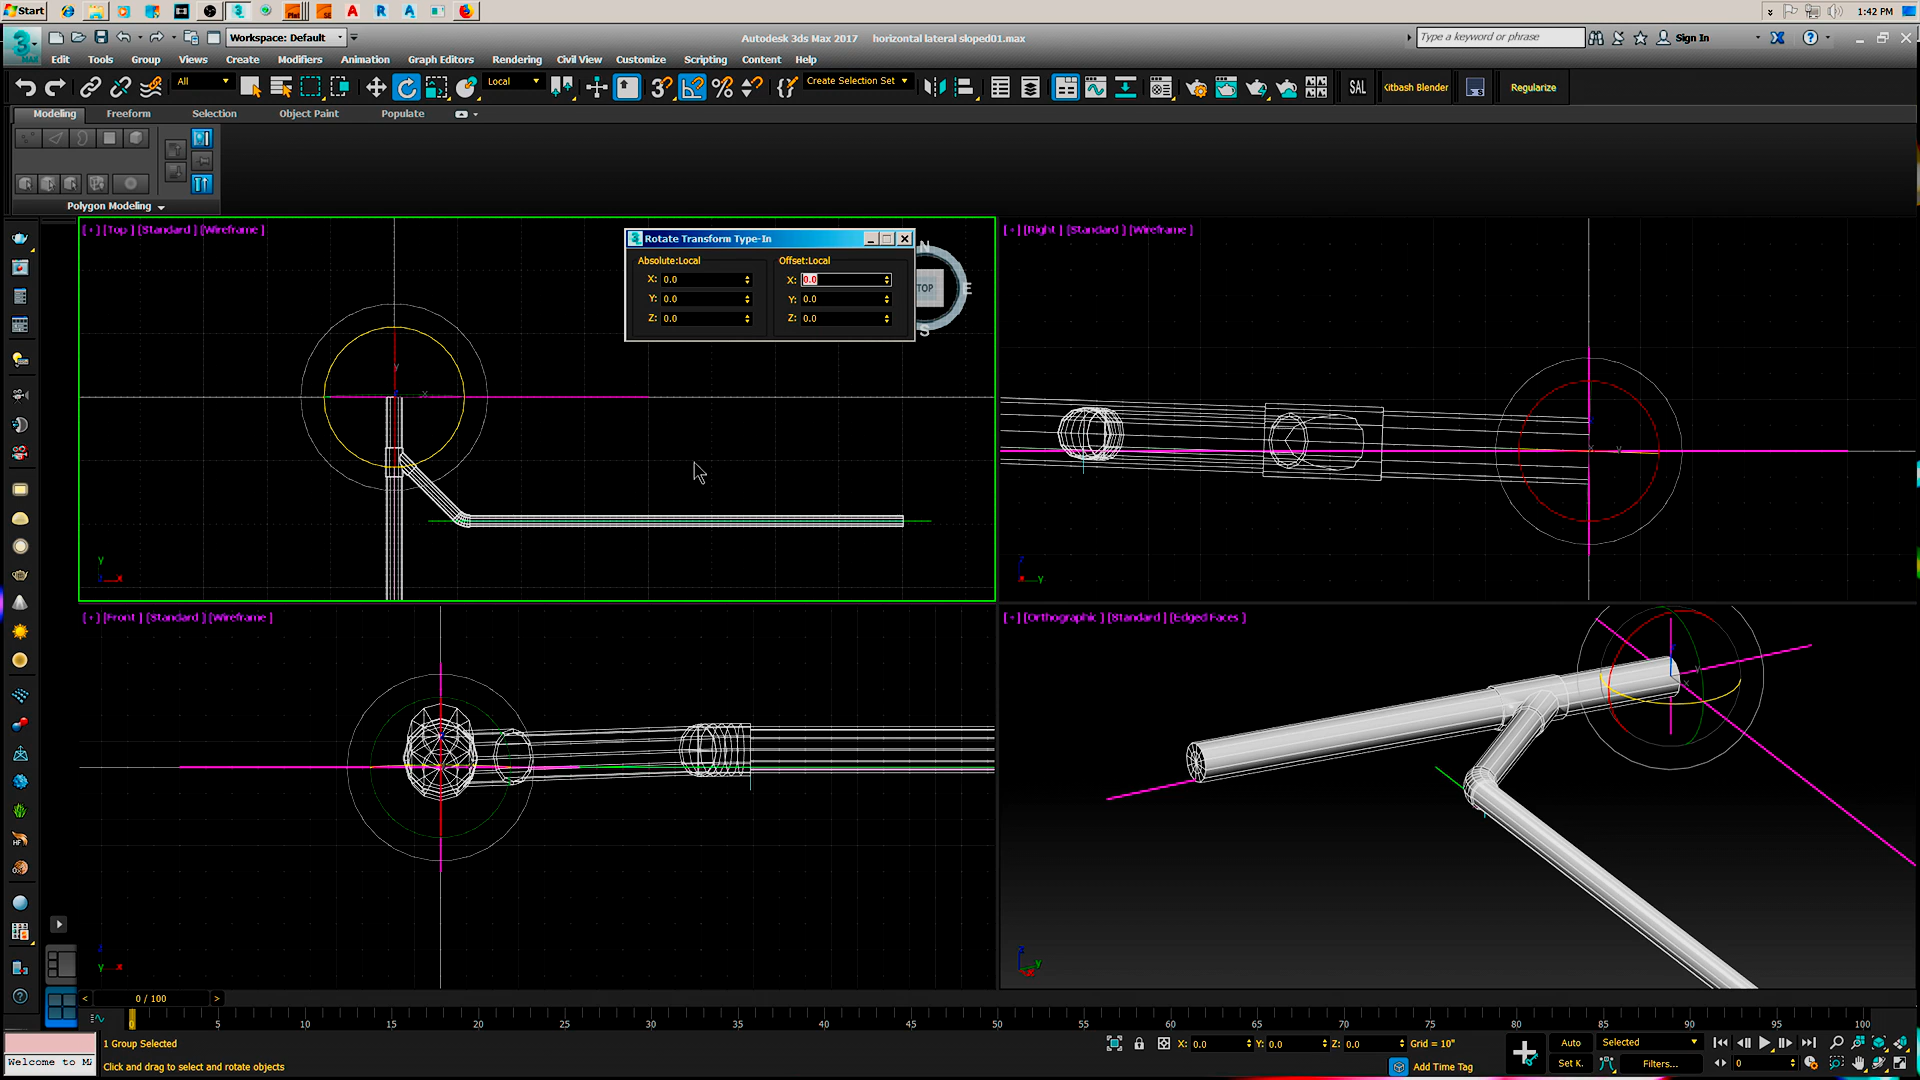 Start
1:42 PM
Workspace: Default
Autodesk 3ds Max 2017 horizontal lateral sloped01.max
Type a keyword or phrase
Sign In
MAX
Edit Tools Group Views Create Modifiers Animation Graph Editors Rendering Civil View Customize Scripting Content Help
All
Local
Create Selection Set
SAL
Kitbash Blender
Regularize
Modeling Freeform Selection Object Paint Populate
Polygon Modeling
[+] [Top] [Standard] [Wireframe]
Rotate Transform Type-In
Absolute:Local
X: 0.0
Y: 0.0
Z: 0.0
Offset:Local
X: 0.0
Y: 0.0
Z: 0.0
N
TOP
E
S
y
x
y
x
[+] [Right] [Standard] [Wireframe]
x
y
z
y
[+] [Front] [Standard] [Wireframe]
z
y x
[+] [Orthographic] [Standard] [Edged Faces]
z
y
x
z
y
x
< 0 / 100 >
0 5 10 15 20 25 30 35 40 45 50 55 60 65 70 75 80 85 90 95 100
1 Group Selected
X: 0.0
Y: 0.0
Z: 0.0
Grid = 10"
Auto
Selected
Welcome to M
Click and drag to select and rotate objects
Add Time Tag
Set K.
Filters...
0